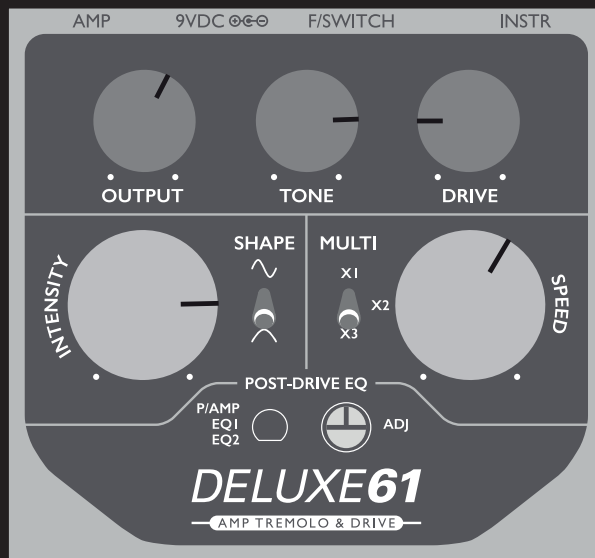 AMP 9VDC F/SWITCH INSTR
OUTPUT TONE DRIVE
SHAPE MULTI
INTENSITY
X1
X2
X3
SPEED
POST-DRIVE EQ
P/AMP
EQ1
EQ2
ADJ
DELUXE61
AMP TREMOLO & DRIVE